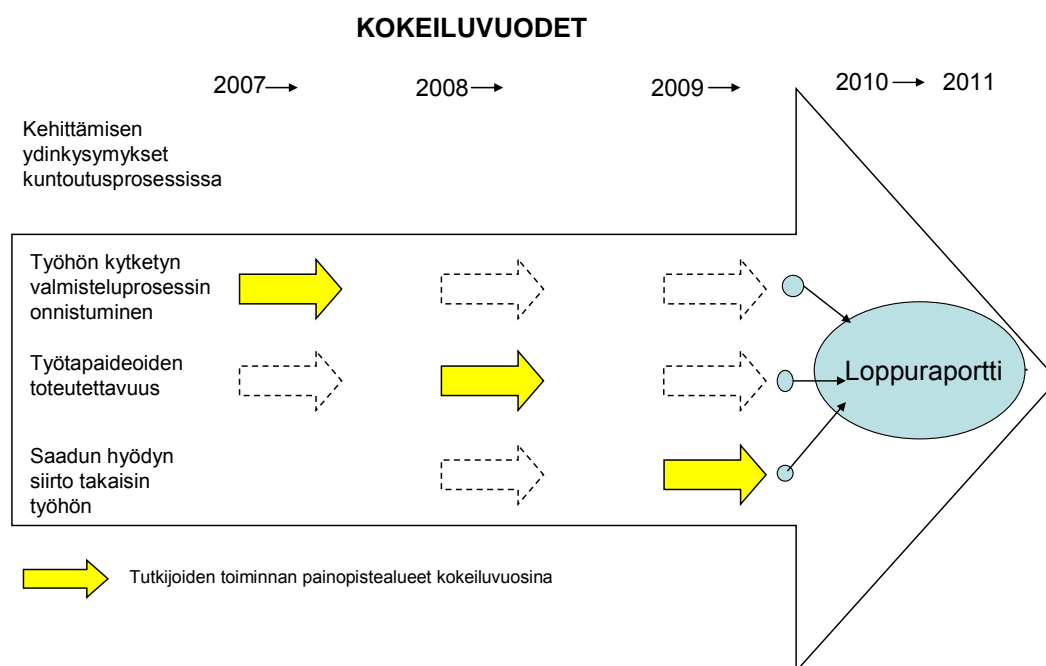 KOKEILUVUODET
2007 2008 2009 2010 2011
Kehittämisen
ydinkysymykset
kuntoutusprosessissa
Työhön kytketyn
valmisteluprosessin
onnistuminen
Työtapaideoiden
toteutettavuus
Loppuraportti
Saadun hyödyn
siirto takaisin
työhön
Tutkijoiden toiminnan painopistealueet kokeiluvuosina